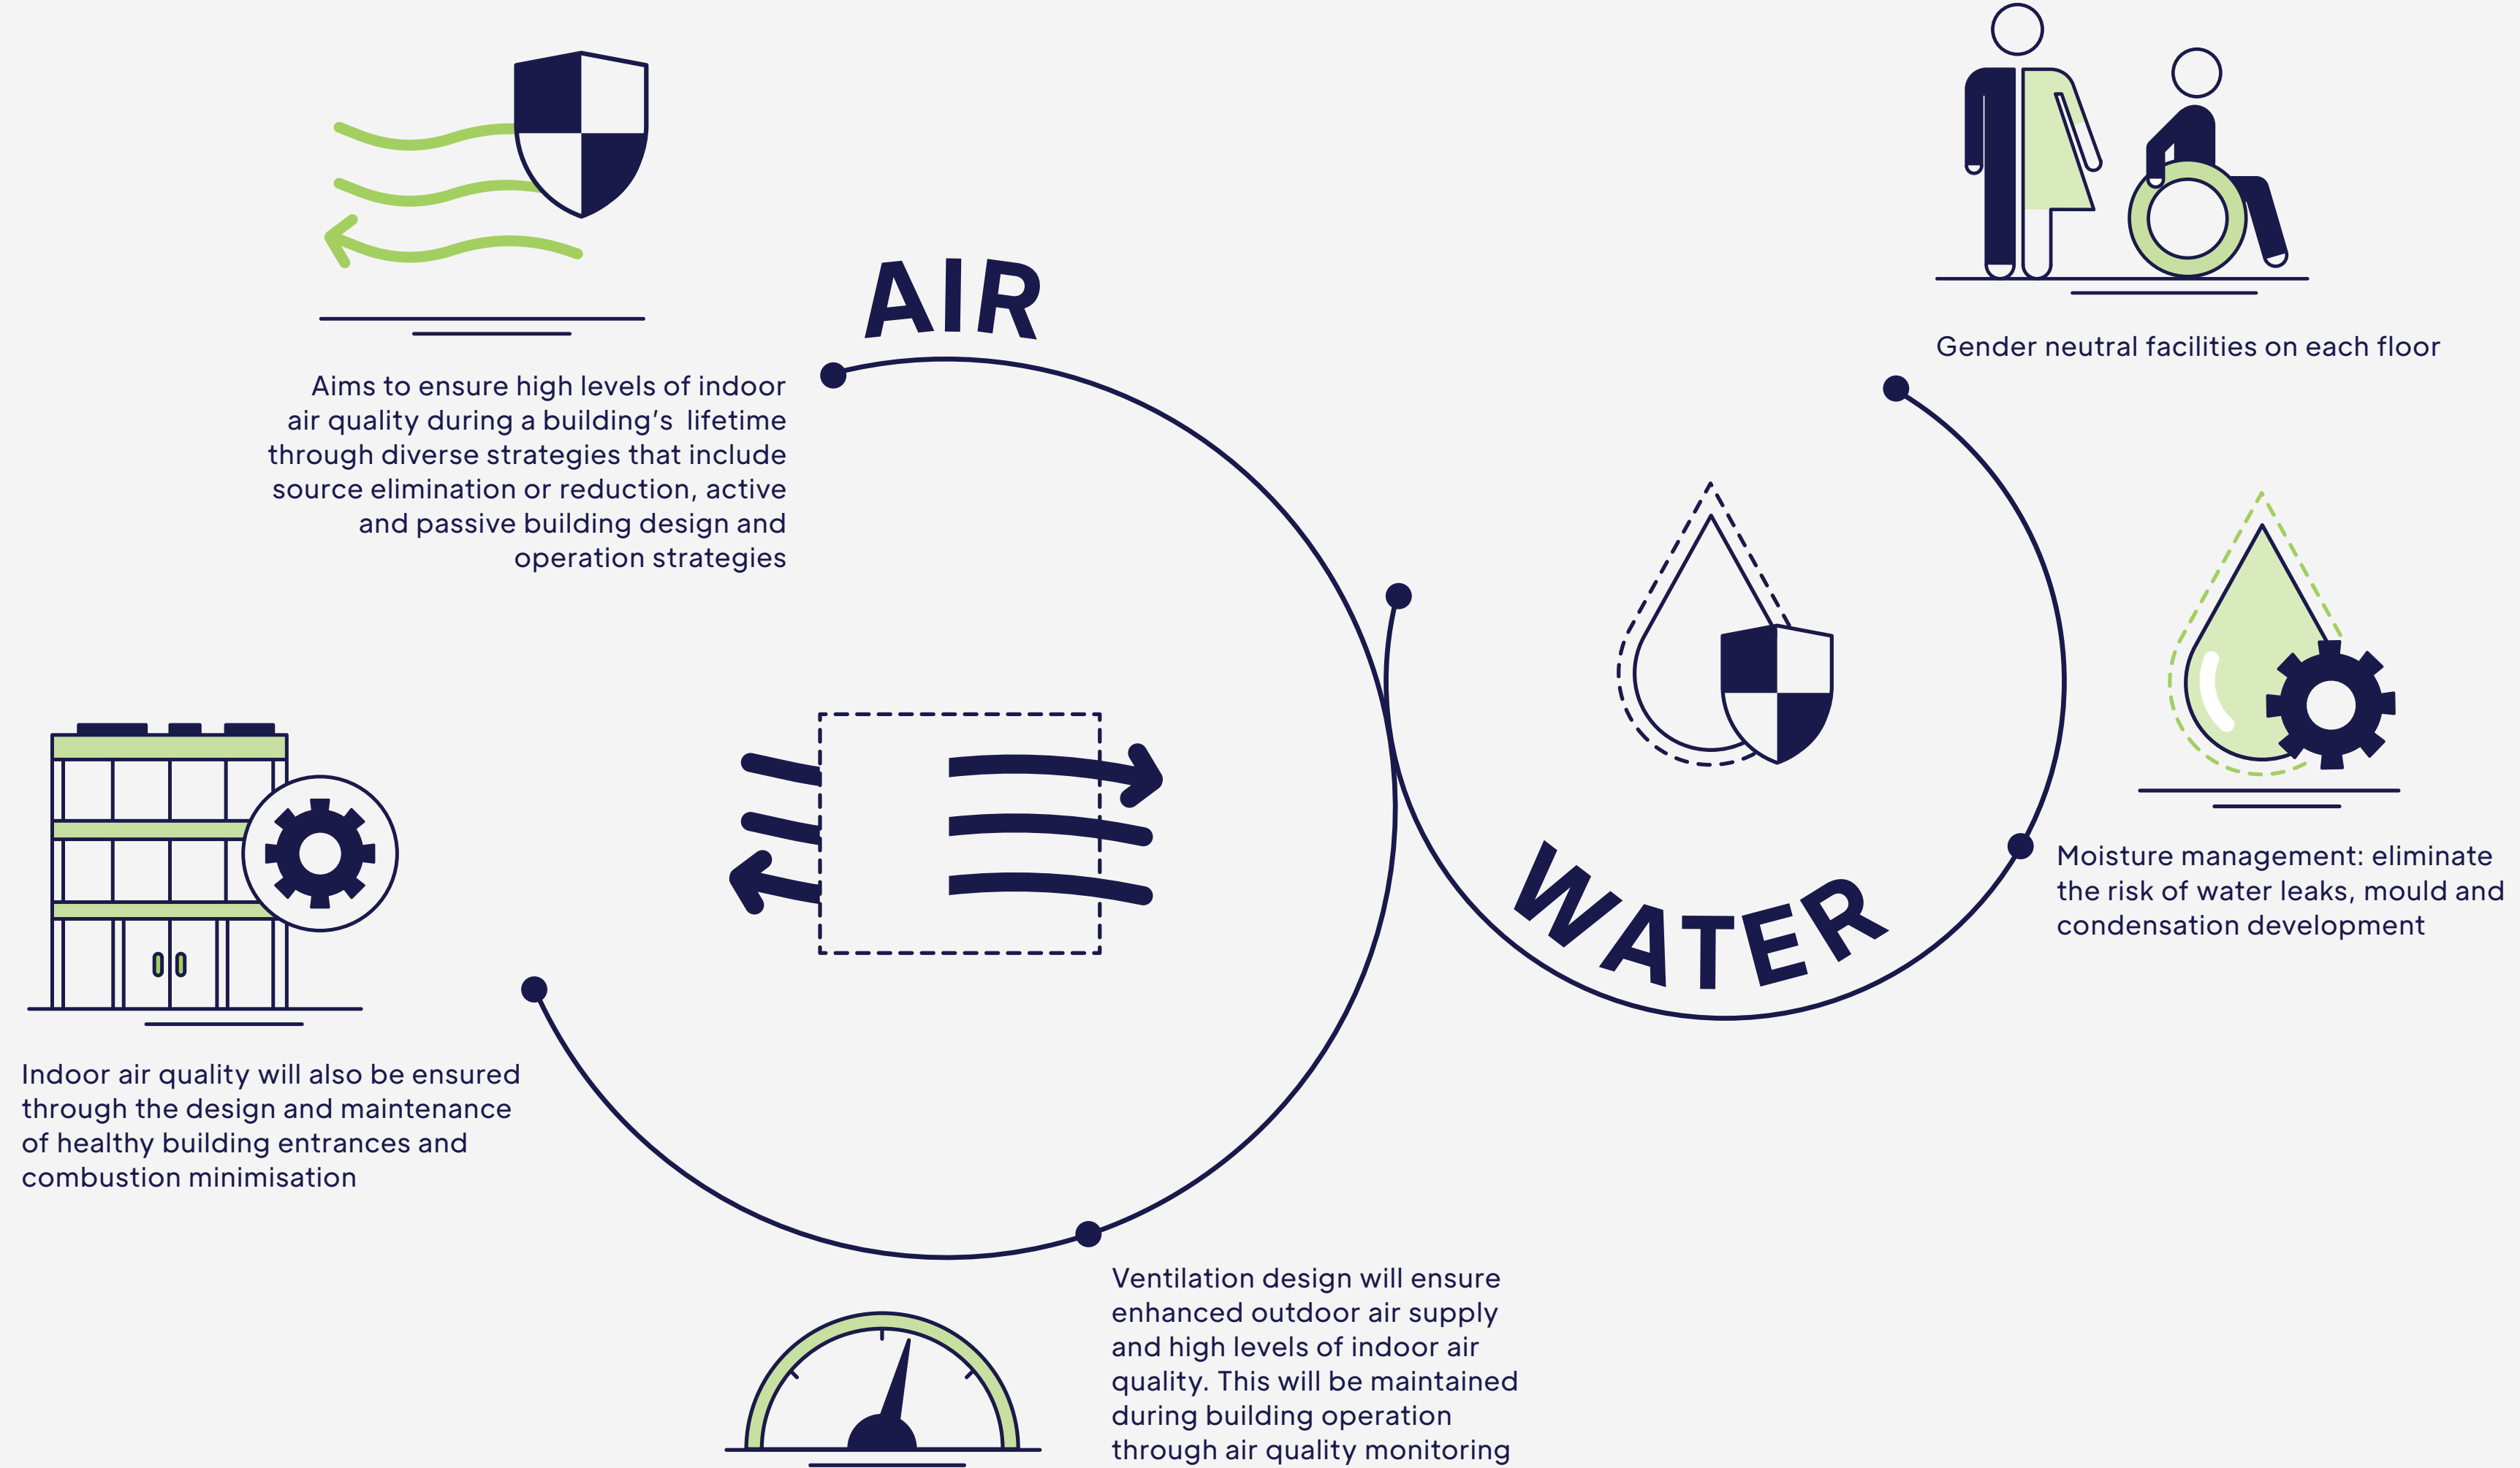 AIR
Aims to ensure high levels of indoor
air quality during a building's lifetime
through diverse strategies that include
source elimination or reduction, active
and passive building design and
operation strategies
Indoor air quality will also be ensured
through the design and maintenance
of healthy building entrances and
combustion minimisation
Ventilation design will ensure
enhanced outdoor air supply
and high levels of indoor air
quality. This will be maintained
during building operation
through air quality monitoring
WATER
Gender neutral facilities on each floor
Moisture management: eliminate
the risk of water leaks, mould and
condensation development